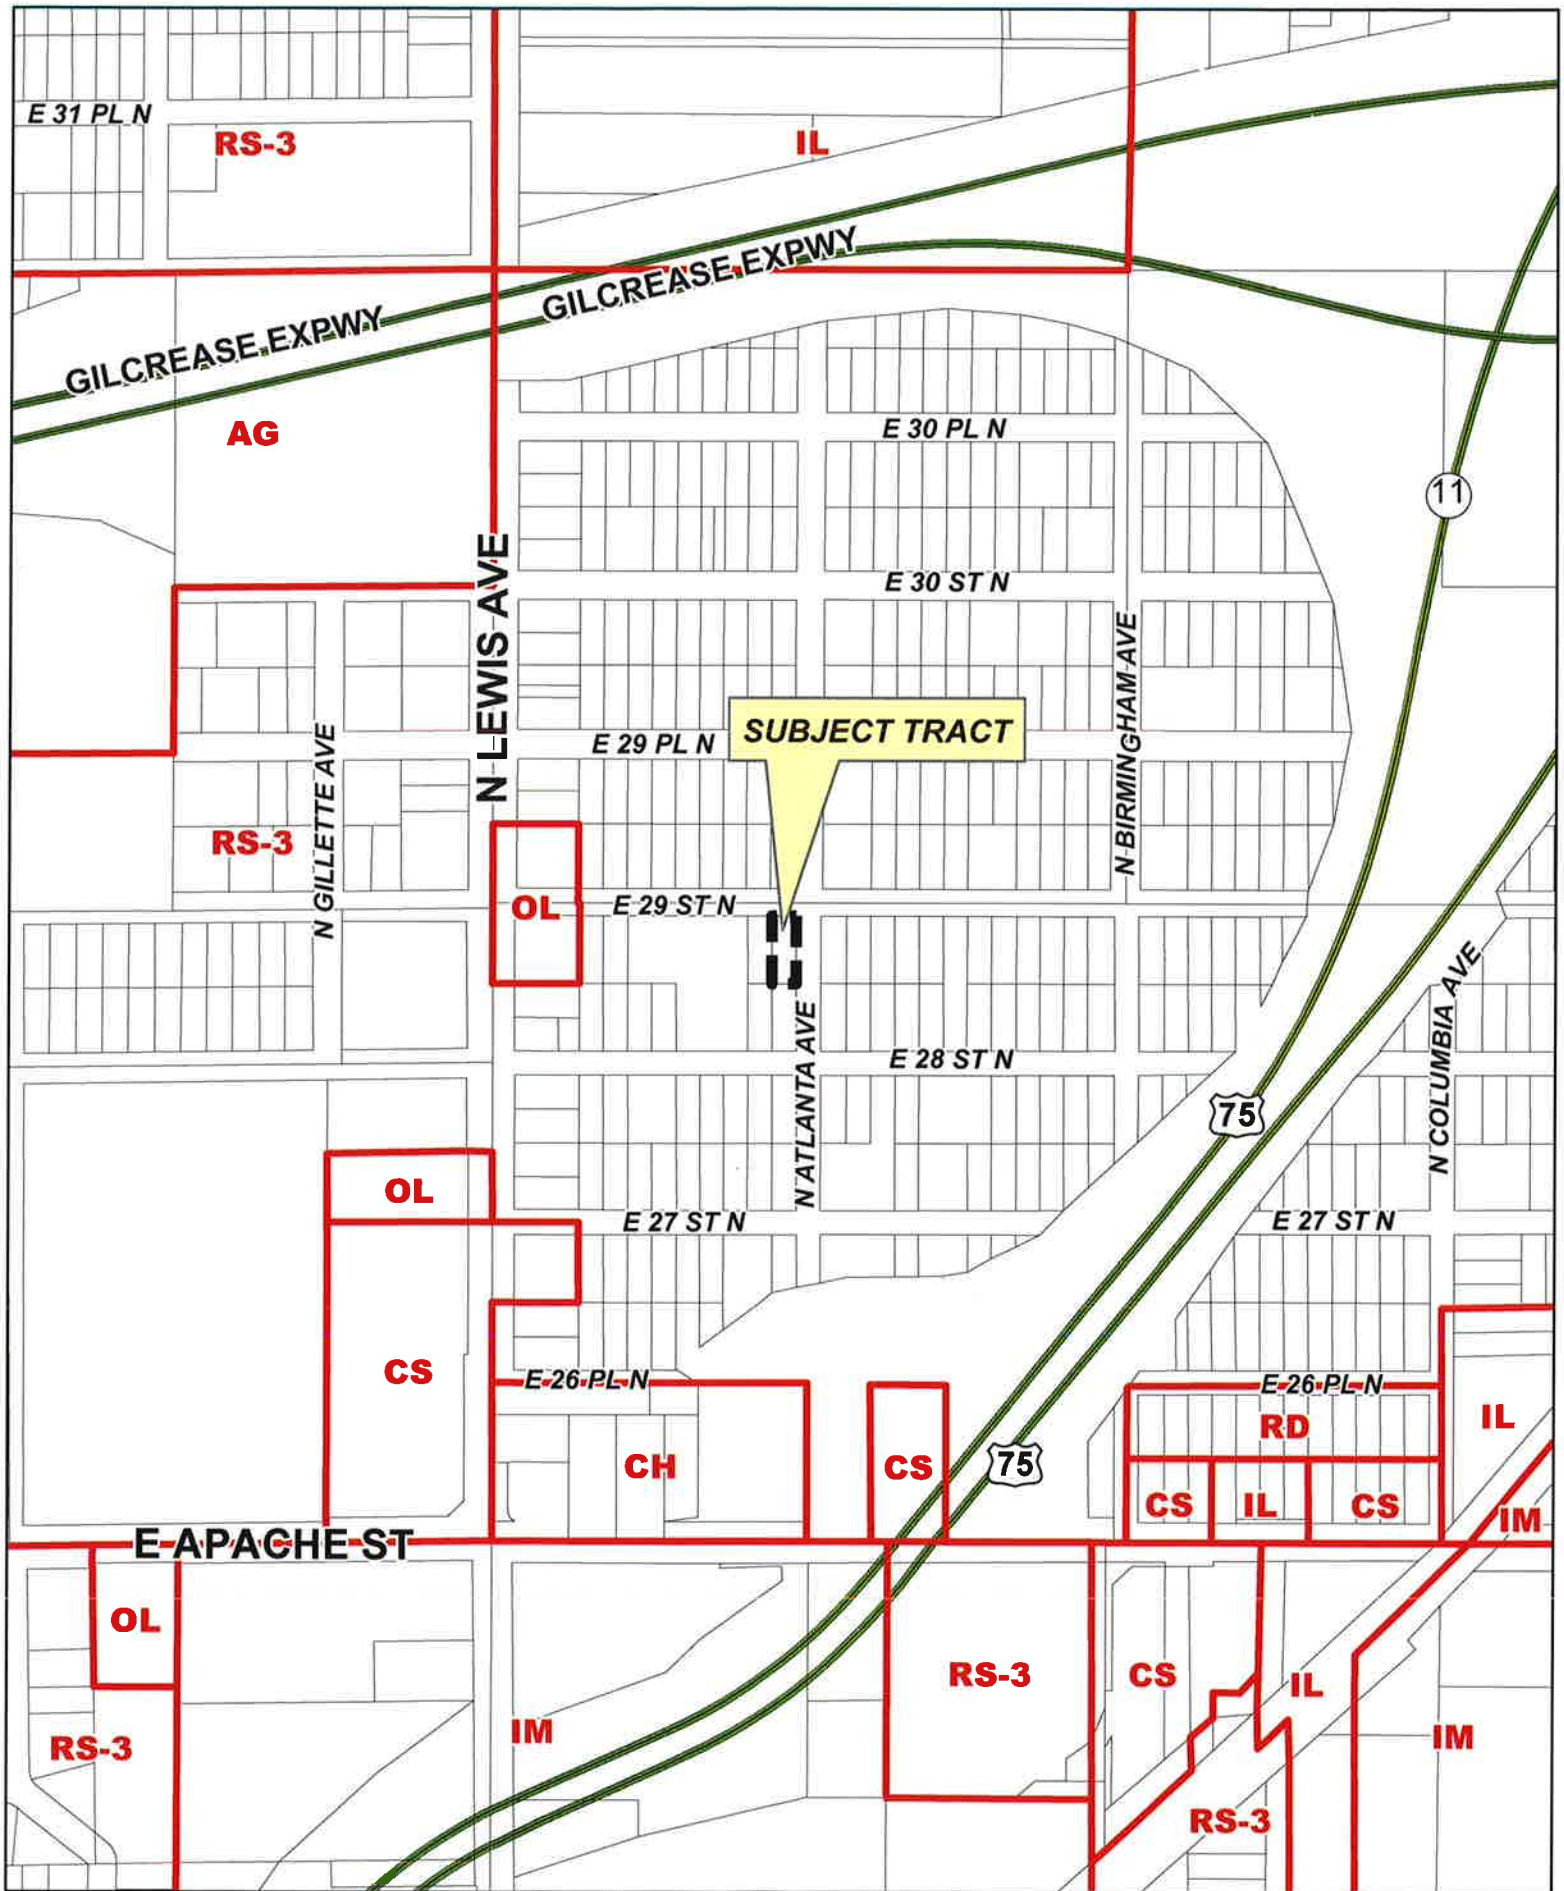 E 31 PL N
RS-3
IL
GILCREASE EXPWY
GILCREASE EXPWY
AG
E 30 PL N
11
E 30 ST N
N LEWIS AVE
N BIRMINGHAM AVE
SUBJECT TRACT
E 29 PL N
N GILLETTE AVE
RS-3
OL
E 29 ST N
N COLUMBIA AVE
N ATLANTA AVE
E 28 ST N
75
OL
E 27 ST N
E 27 ST N
CS
E 26 PL N
E 26 PL N
IL
RD
CH
CS
75
CS
IL
CS
IM
E APACHE ST
OL
RS-3
CS
IL
IM
RS-3
IM
RS-3